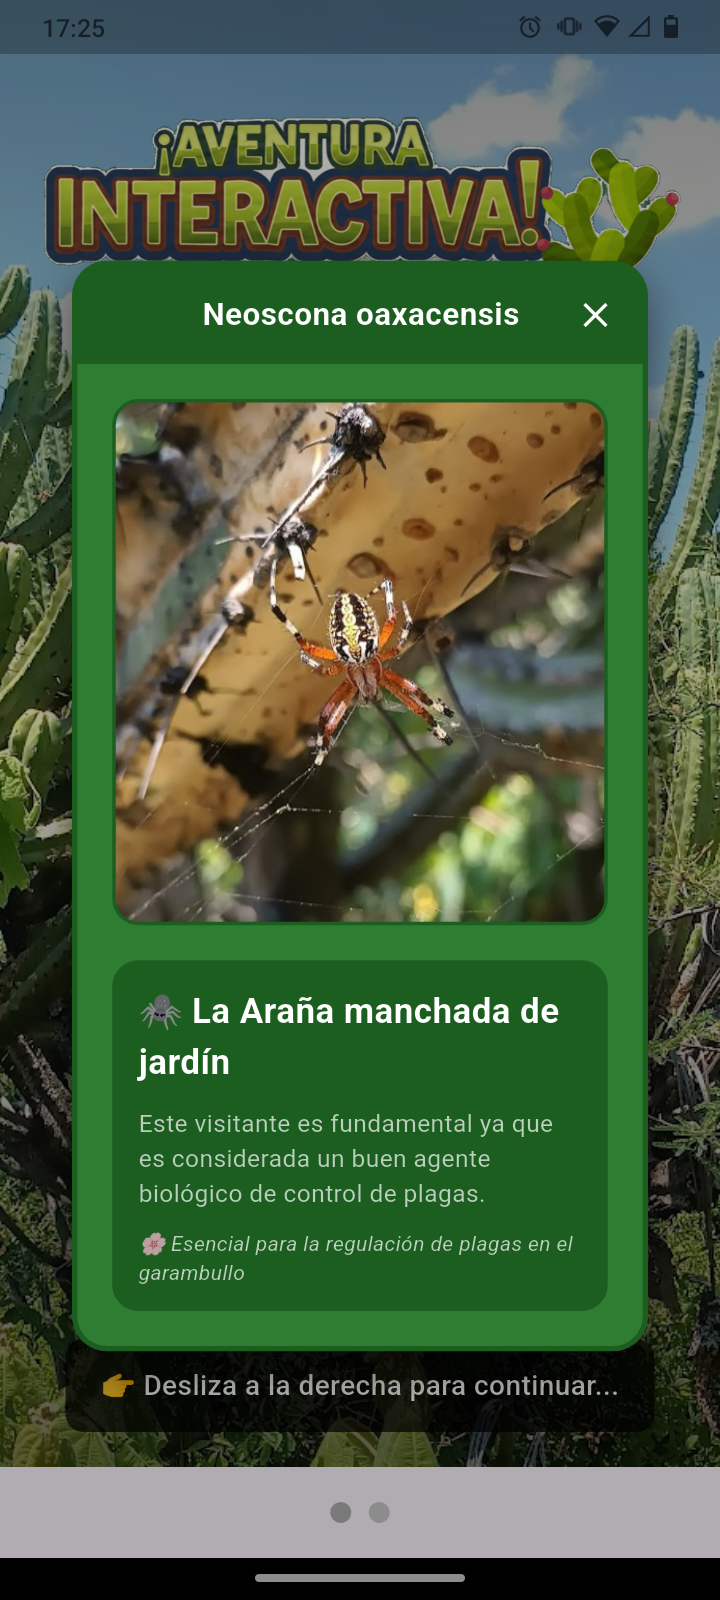 17:25
¡AVENTURA
INTERACTIVA!
Neoscona oaxacensis
🕷️ La Araña manchada de
jardín
Este visitante es fundamental ya que
es considerada un buen agente
biológico de control de plagas.
🌸 Esencial para la regulación de plagas en el
garambullo
👉 Desliza a la derecha para continuar...